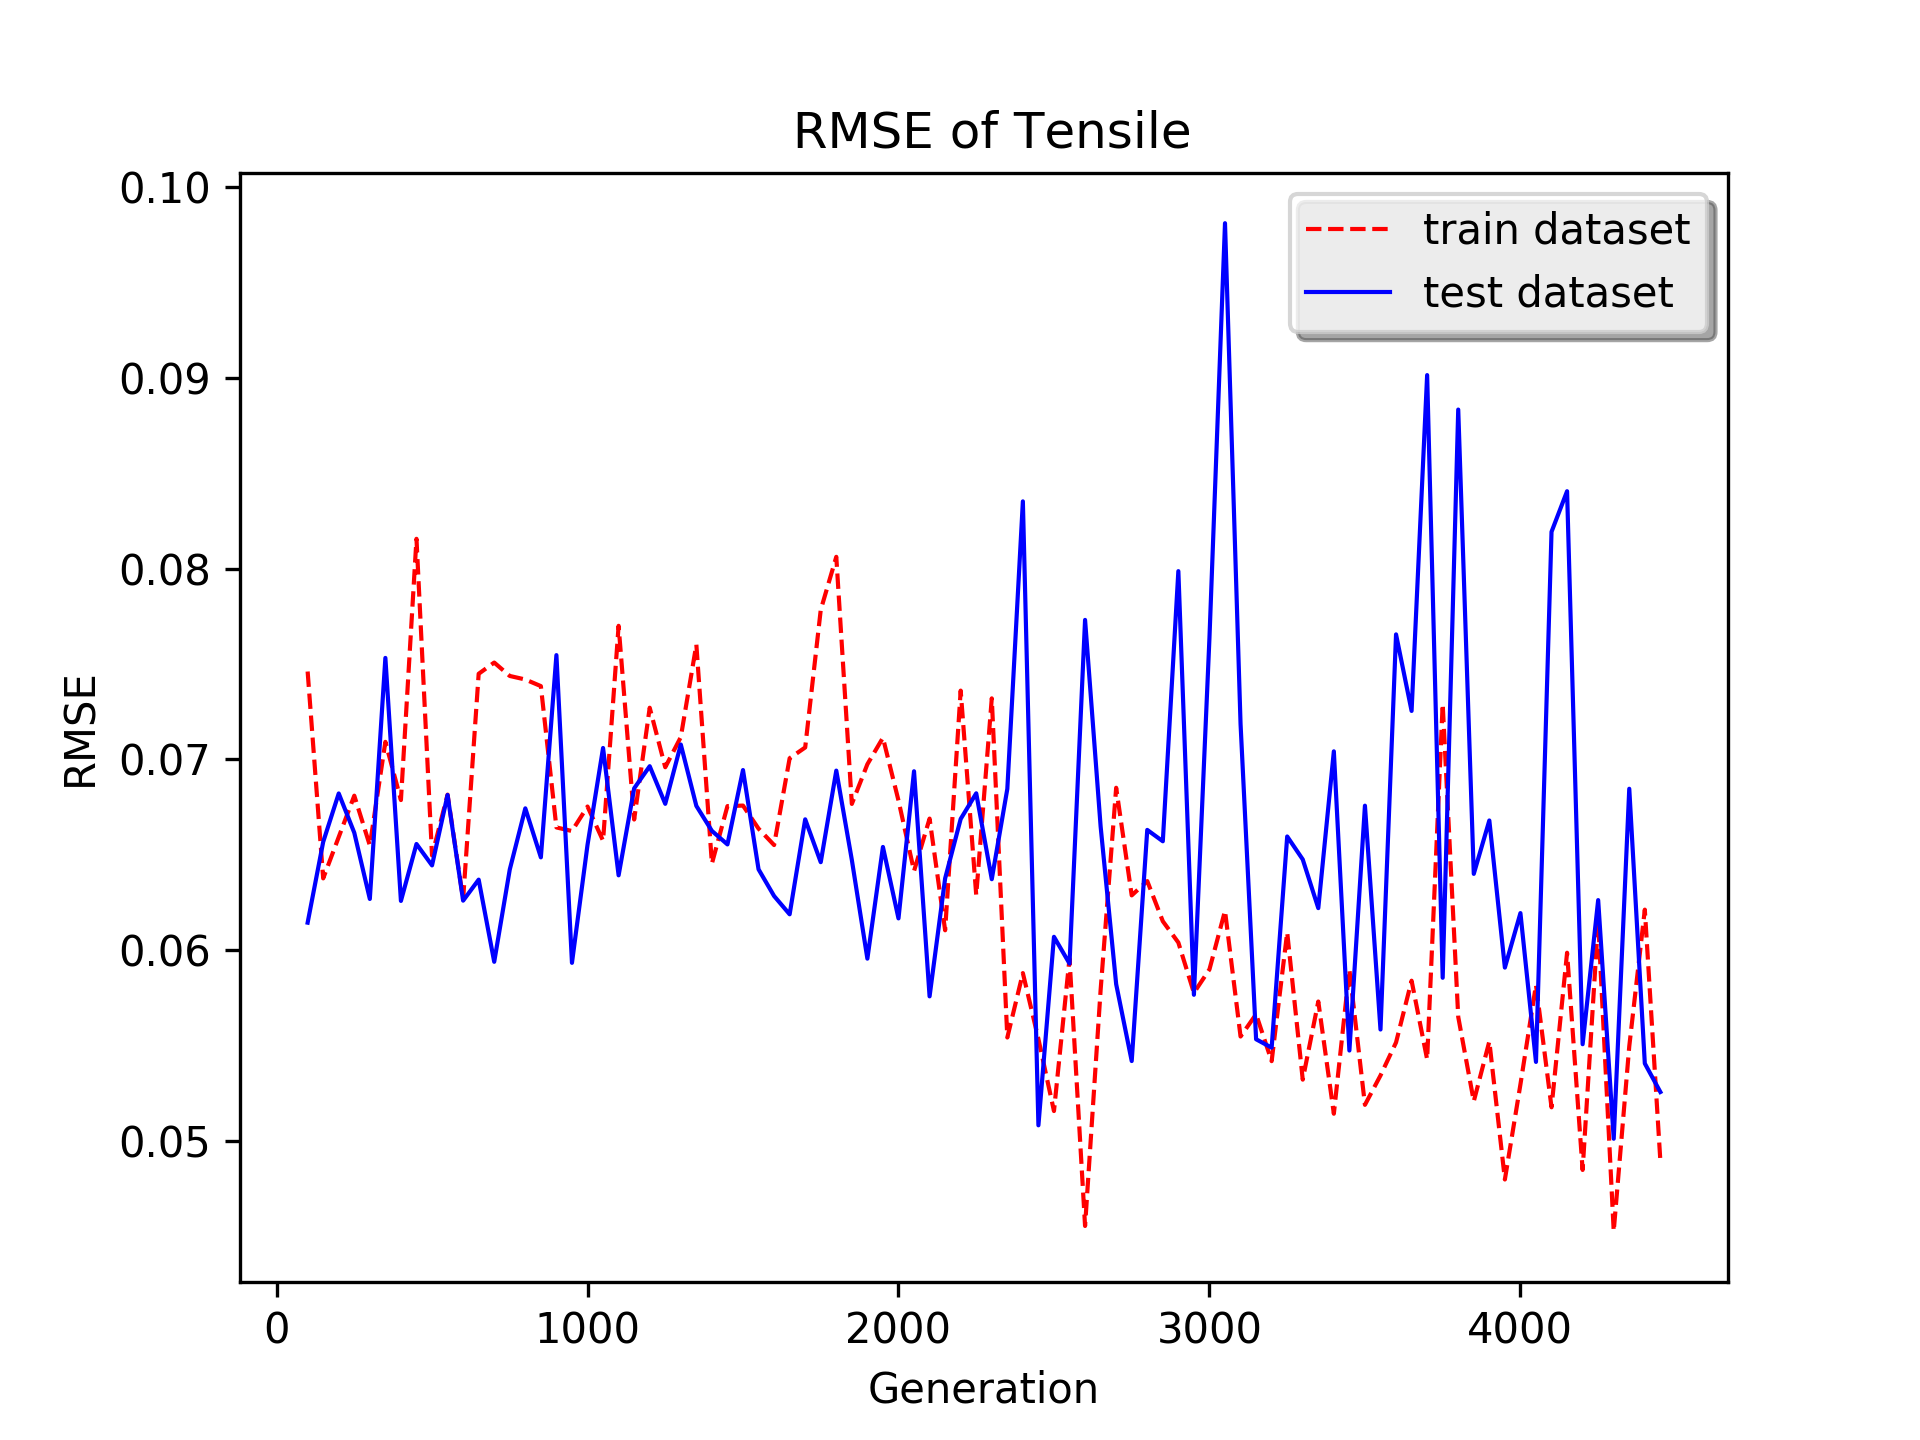 RMSE of Tensile
0.10
0.09
0.08
0.07
0.06
0.05
RMSE
train dataset
test dataset
0 1000 2000 3000 4000
Generation